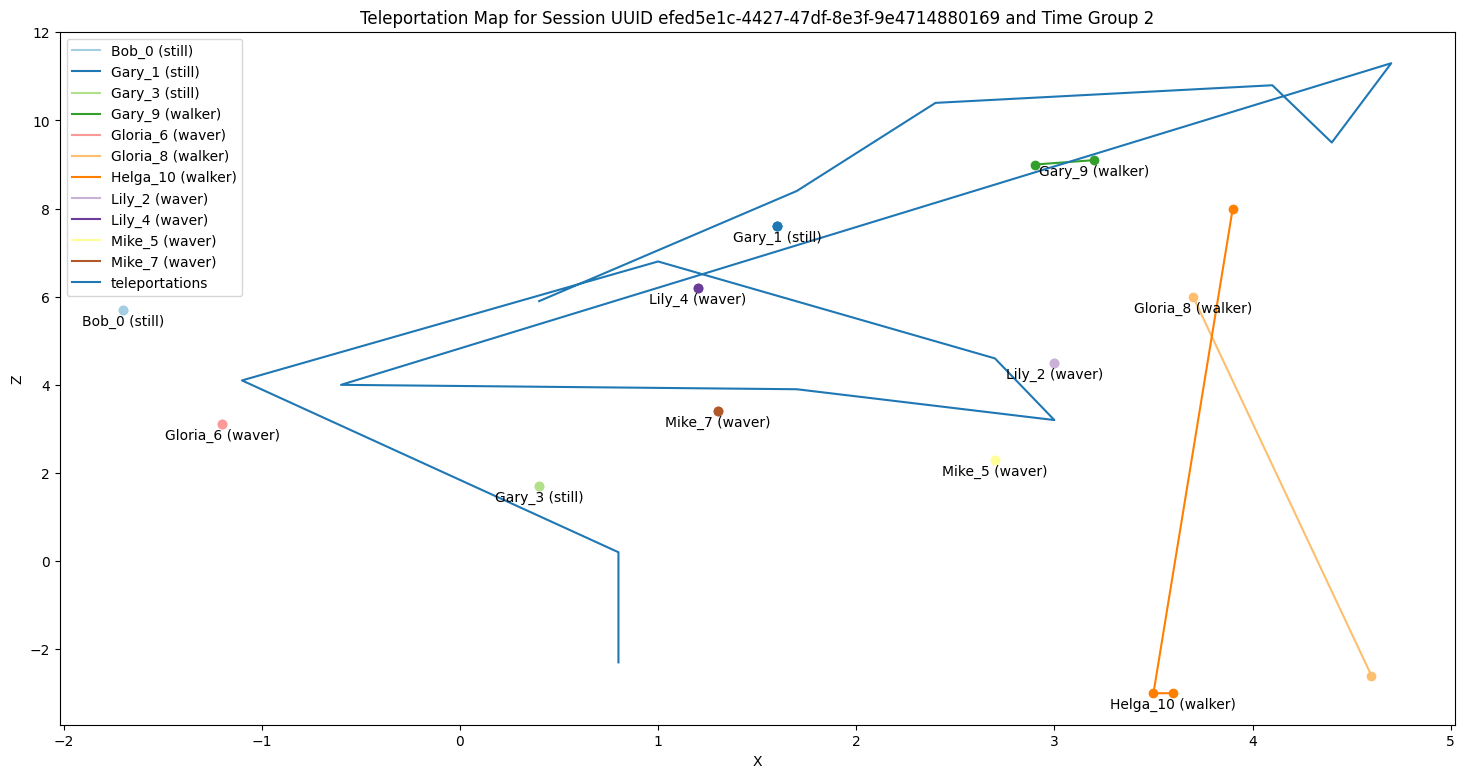 Teleportation Map for Session UUID efed5e1c-4427-47df-8e3f-9e4714880169 and Time Group 2
12
10
8
6
4
2
0
−2
Z
Bob_0 (still)
Gary_1 (still)
Gary_3 (still)
Gary_9 (walker)
Gloria_6 (waver)
Gloria_8 (walker)
Helga_10 (walker)
Lily_2 (waver)
Lily_4 (waver)
Mike_5 (waver)
Mike_7 (waver)
teleportations
Gary_9 (walker)
Gary_1 (still)
Lily_4 (waver)
Gloria_8 (walker)
Bob_0 (still)
Lily_2 (waver)
Mike_7 (waver)
Gloria_6 (waver)
Mike_5 (waver)
Gary_3 (still)
Helga_10 (walker)
−2
−1
0
1
2
3
4
5
X